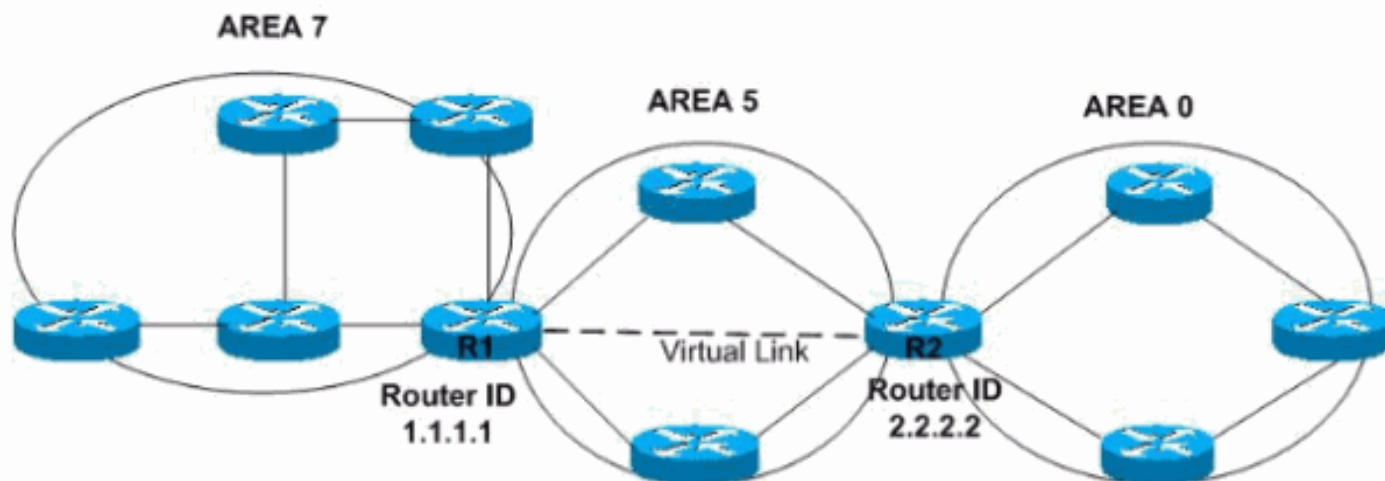 AREA 7
AREA 5
AREA 0
R1
Virtual Link
R2
Router ID
1.1.1.1
Router ID
2.2.2.2